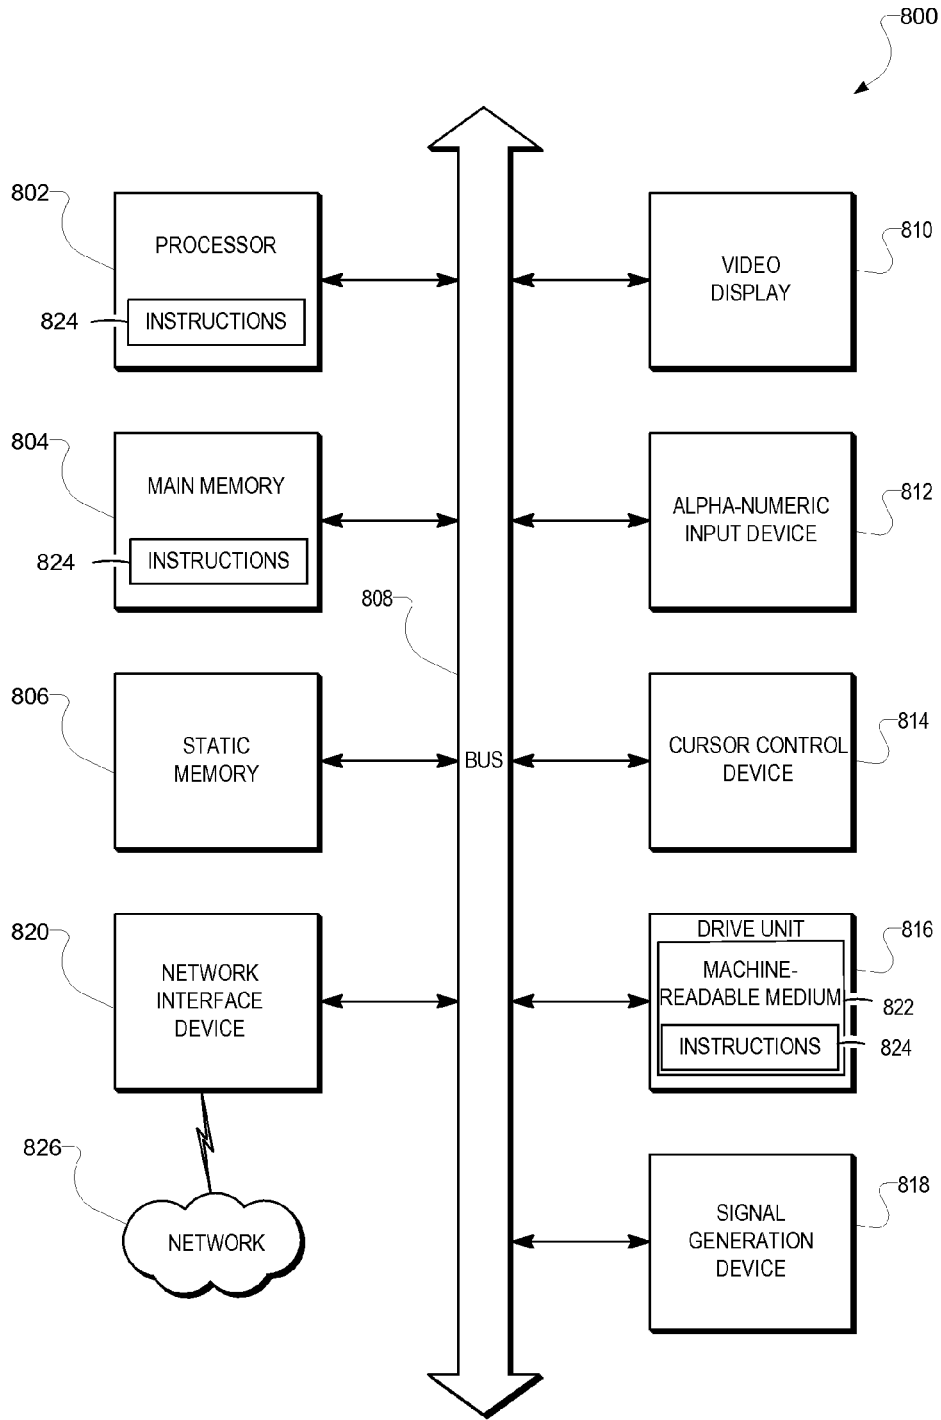 800
802
PROCESSOR
824
INSTRUCTIONS
804
MAIN MEMORY
824
INSTRUCTIONS
806
STATIC
MEMORY
820
NETWORK
INTERFACE
DEVICE
826
NETWORK
808
BUS
810
VIDEO
DISPLAY
812
ALPHA-NUMERIC
INPUT DEVICE
814
CURSOR CONTROL
DEVICE
816
DRIVE UNIT
MACHINE-
READABLE MEDIUM
822
INSTRUCTIONS
824
818
SIGNAL
GENERATION
DEVICE